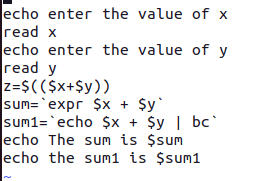 echo enter the value of x
read x
echo enter the value of y
read y
z=$(($x+$y))
sum=`expr $x + $y`
sum1=`echo $x + $y | bc`
echo The sum is $sum
echo the sum1 is $sum1
~